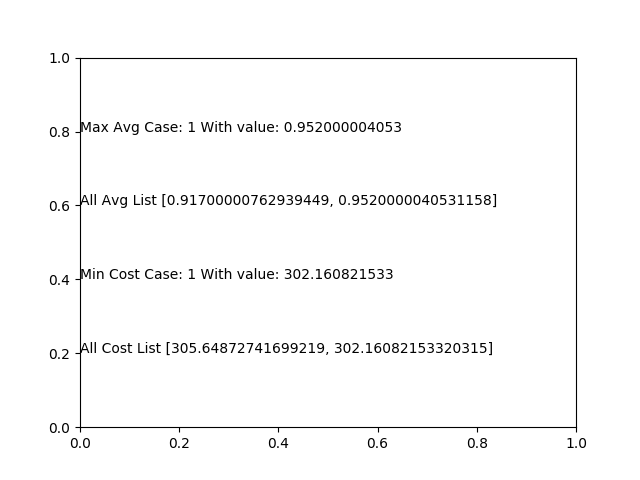 1.0
Max Avg Case: 1 With value: 0.952000004053
0.8
All Avg List [0.91700000762939449, 0.9520000040531158]
0.6
Min Cost Case: 1 With value: 302.160821533
0.4
All Cost List [305.64872741699219, 302.16082153320315]
0.2
0.0
0.0 0.2 0.4 0.6 0.8 1.0